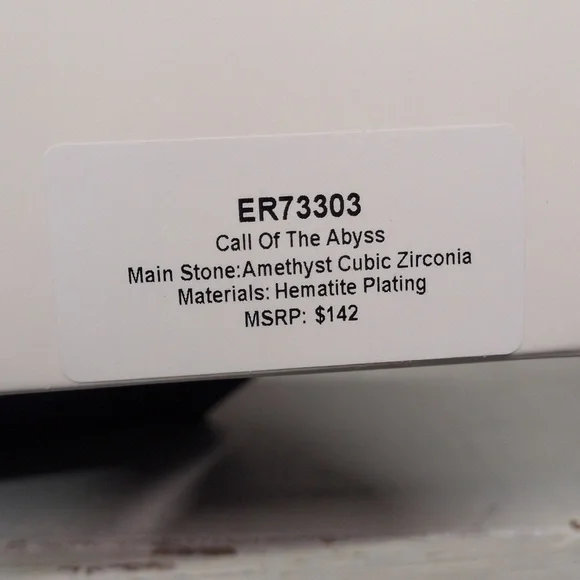 ER73303
Call Of The Abyss
Main Stone:Amethyst Cubic Zirconia
Materials: Hematite Plating
MSRP: $142